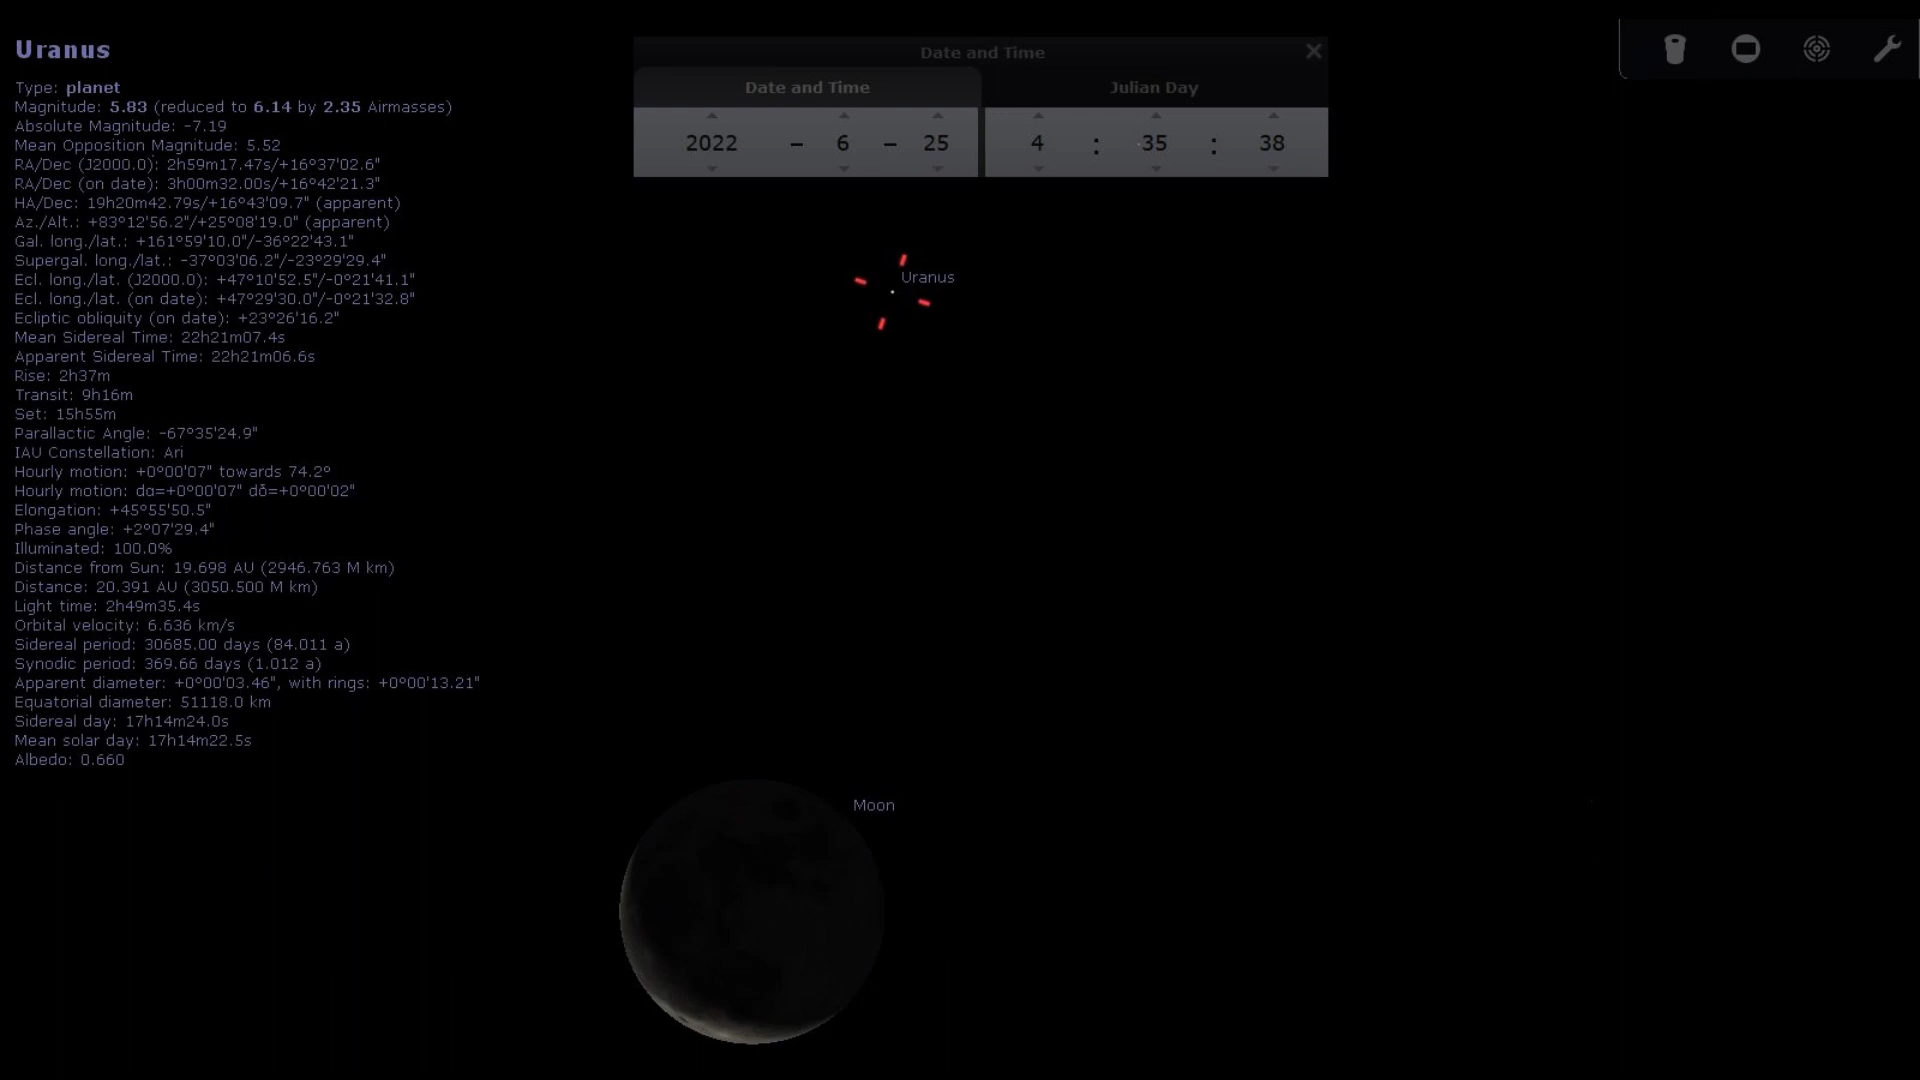 Uranus
Type: planet
Magnitude: 5.83 (reduced to 6.14 by 2.35 Airmasses)
Absolute Magnitude: -7.19
Mean Opposition Magnitude: 5.52
RA/Dec (J2000.0): 2h59m17.47s/+16°37'02.6"
RA/Dec (on date): 3h00m32.00s/+16°42'21.3"
HA/Dec: 19h20m42.79s/+16°43'09.7" (apparent)
Az./Alt.: +83°12'56.2"/+25°08'19.0" (apparent)
Gal. long./lat.: +161°59'10.0"/-36°22'43.1"
Supergal. long./lat.: -37°03'06.2"/-23°29'29.4"
Ecl. long./lat. (J2000.0): +47°10'52.5"/-0°21'41.1"
Ecl. long./lat. (on date): +47°29'30.0"/-0°21'32.8"
Ecliptic obliquity (on date): +23°26'16.2"
Mean Sidereal Time: 22h21m07.4s
Apparent Sidereal Time: 22h21m06.6s
Rise: 2h37m
Transit: 9h16m
Set: 15h55m
Parallactic Angle: -67°35'24.9"
IAU Constellation: Ari
Hourly motion: +0°00'07" towards 74.2°
Hourly motion: dα=+0°00'07" dδ=+0°00'02"
Elongation: +45°55'50.5"
Phase angle: +2°07'29.4"
Illuminated: 100.0%
Distance from Sun: 19.698 AU (2946.763 M km)
Distance: 20.391 AU (3050.500 M km)
Light time: 2h49m35.4s
Orbital velocity: 6.636 km/s
Sidereal period: 30685.00 days (84.011 a)
Synodic period: 369.66 days (1.012 a)
Apparent diameter: +0°00'03.46", with rings: +0°00'13.21"
Equatorial diameter: 51118.0 km
Sidereal day: 17h14m24.0s
Mean solar day: 17h14m22.5s
Albedo: 0.660
Date and Time
Date and Time Julian Day
2022 - 6 - 25 4 : 35 : 38
Uranus
Moon